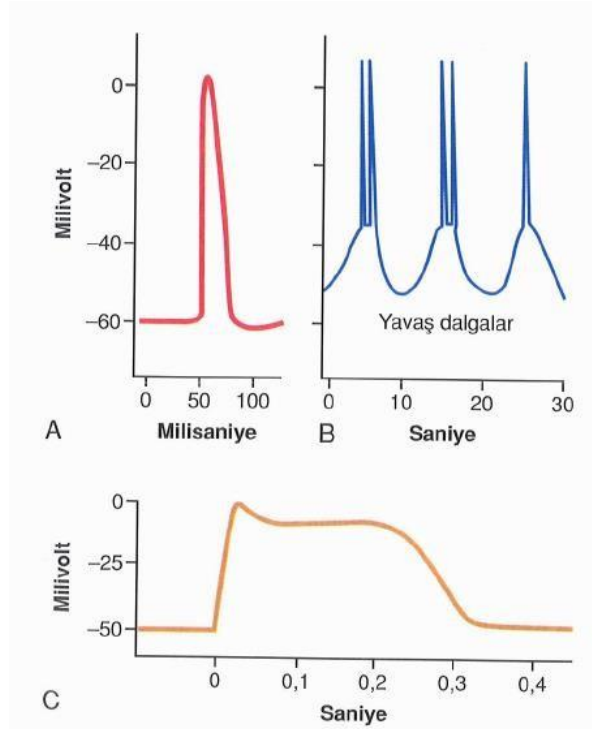 Milivolt
0
–20
–40
–60
0 50 100
Milisaniye
A
Yavaş dalgalar
0 10 20 30
Saniye
B
Milivolt
0
–25
–50
0 0,1 0,2 0,3 0,4
Saniye
C